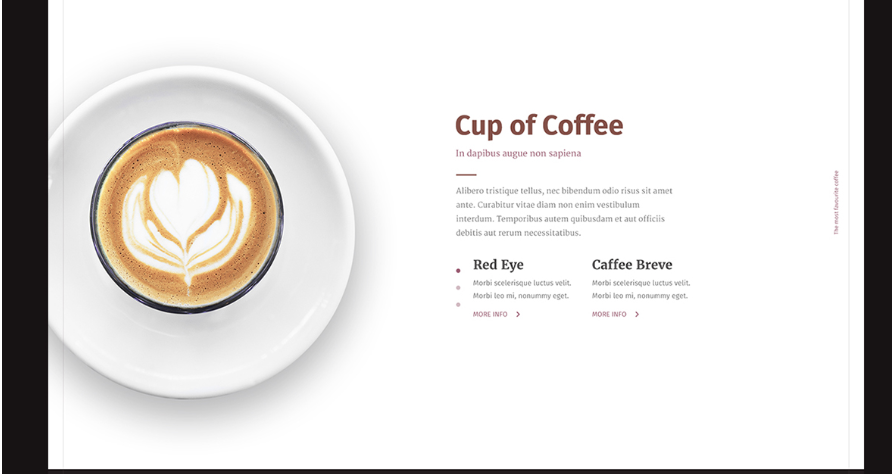 Cup of Coffee
In dapibus augue non sapiena
Alibero tristique tellus, nec bibendum odio risus sit amet
ante. Curabitur vitae diam non enim vestibulum
interdum. Temporibus autem quibusdam et aut officiis
debitis aut rerum necessitatibus.
Red Eye
Morbi scelerisque luctus velit.
Morbi leo mi, nonummy eget.
MORE INFO
Caffee Breve
Morbi scelerisque luctus velit.
Morbi leo mi, nonummy eget.
MORE INFO
The most favourite coffee